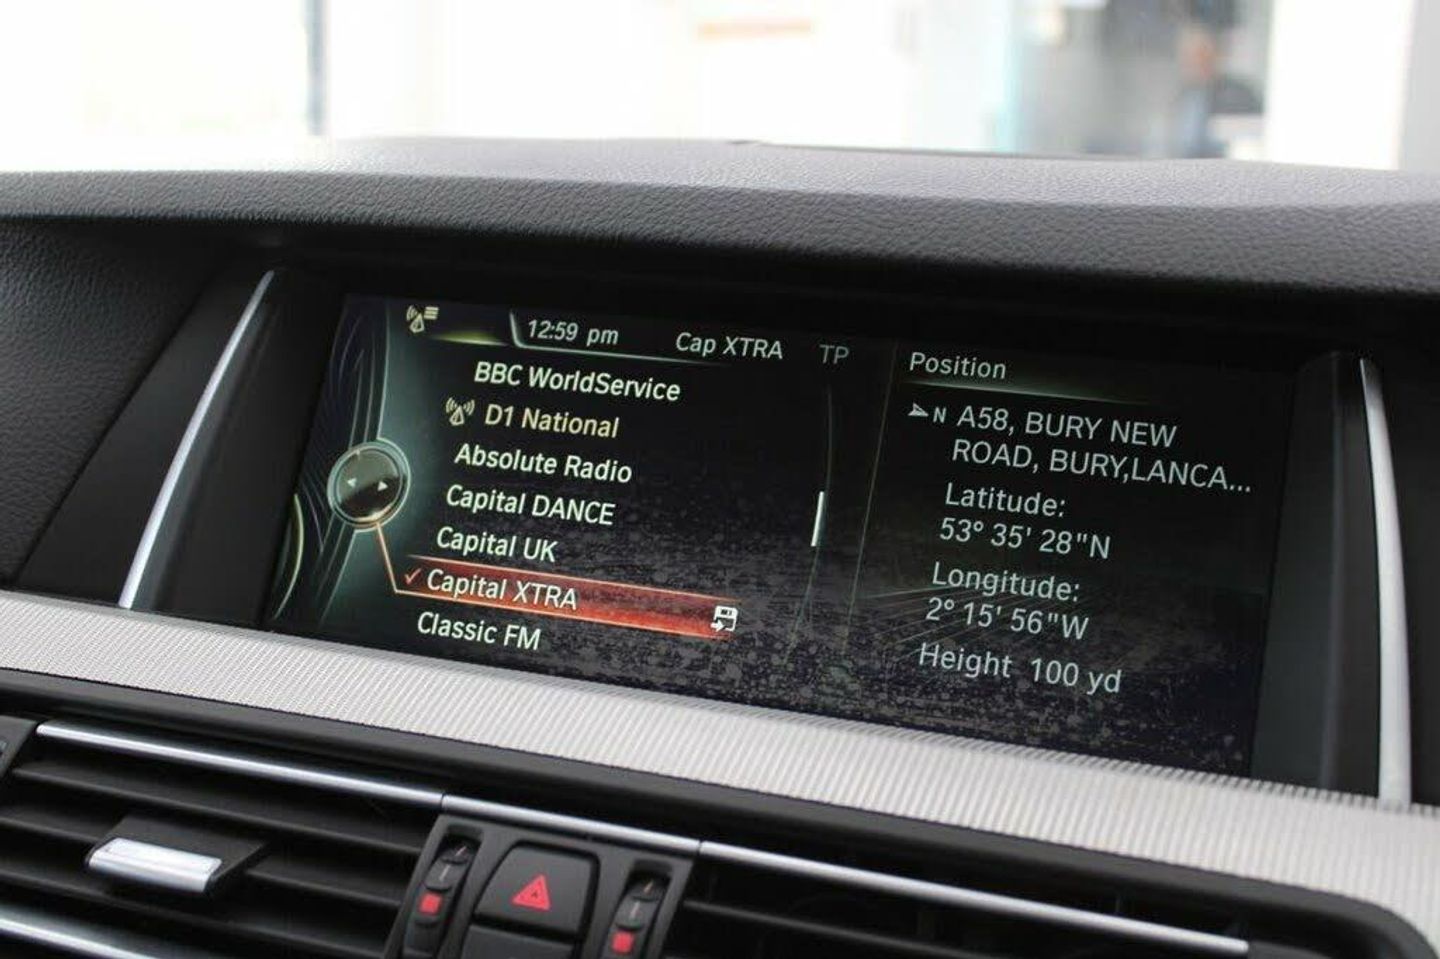 12:59 pm Cap XTRA TP
BBC WorldService
D1 National
Absolute Radio
Capital DANCE
Capital UK
Capital XTRA
Classic FM
Position
N A58, BURY NEW
ROAD, BURY,LANCA...
Latitude:
53° 35' 28"N
Longitude:
2° 15' 56"W
Height 100 yd